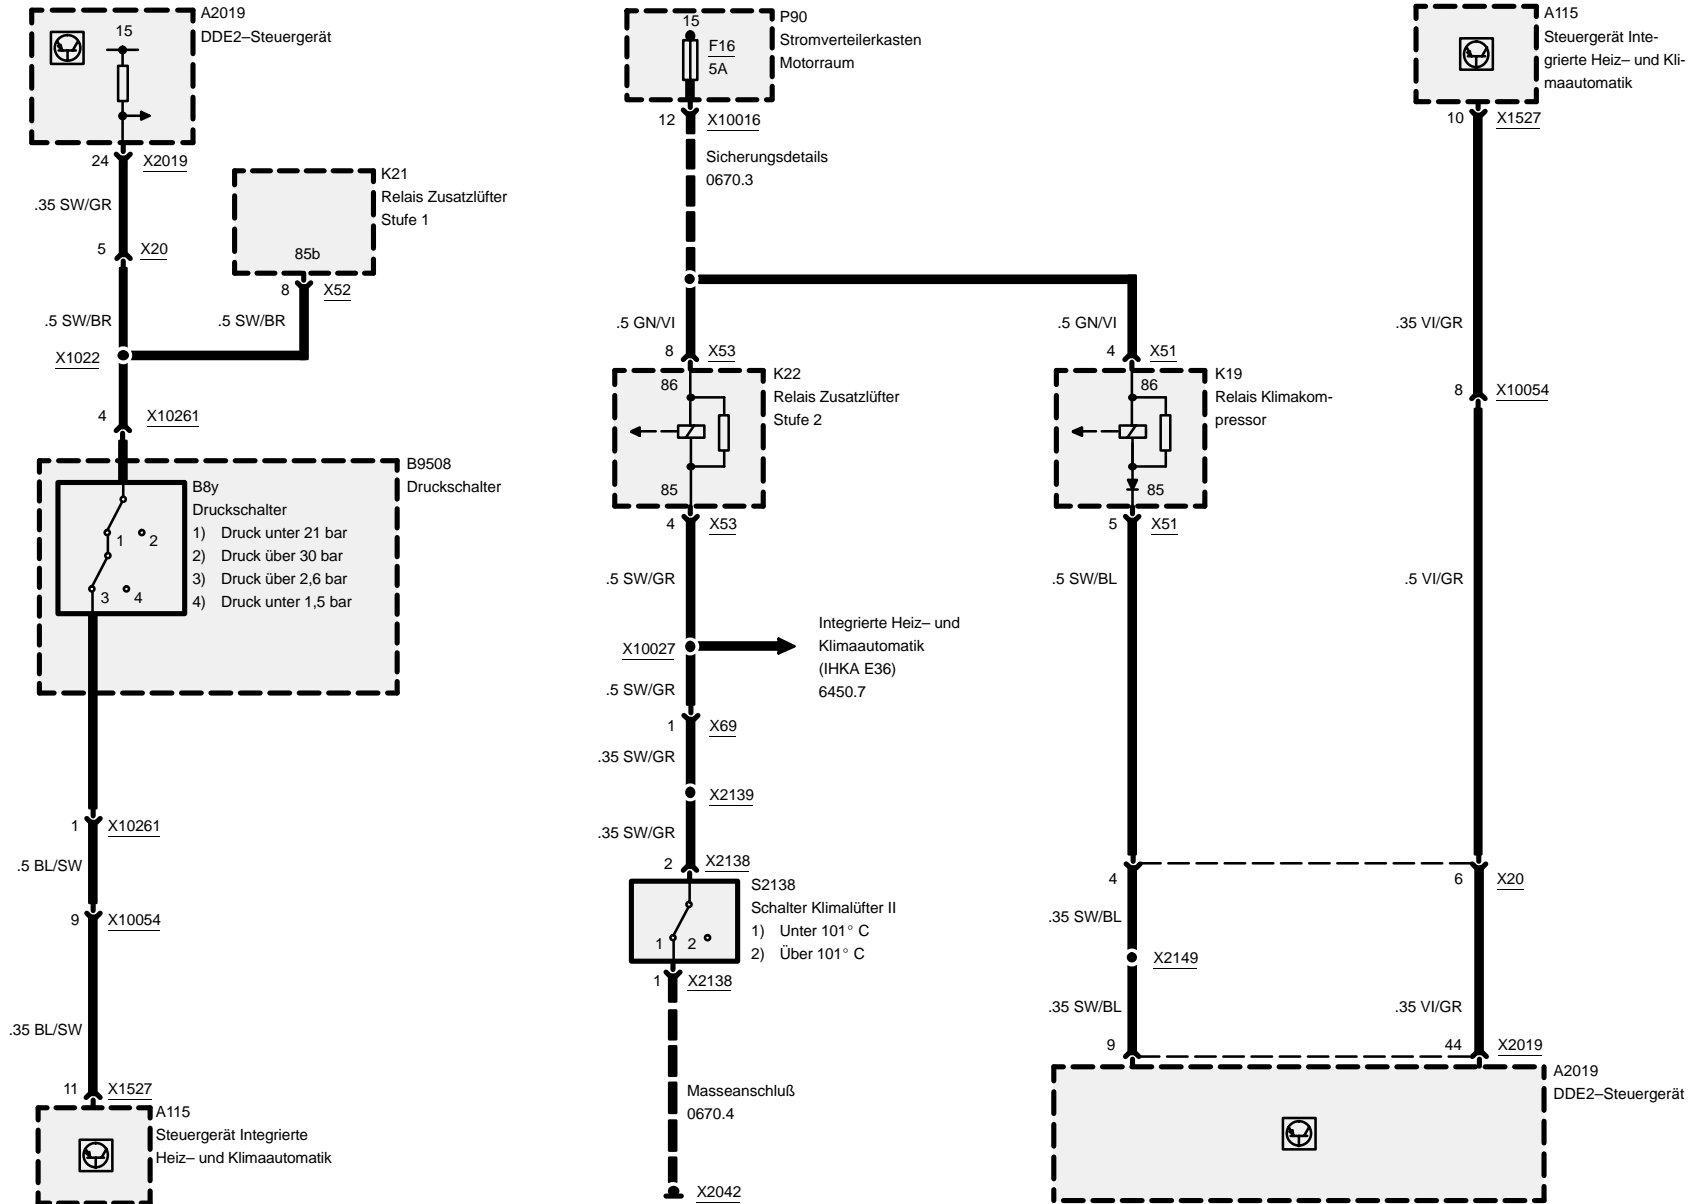 A2019
DDE2–Steuergerät
15
24 X2019
.35 SW/GR
5 X20
K21
Relais Zusatzlüfter
Stufe 1
85b
8 X52
.5 SW/BR
.5 SW/BR
X1022
4 X10261
B9508
Druckschalter
B8y
Druckschalter
1) Druck unter 21 bar
2) Druck über 30 bar
3) Druck über 2,6 bar
4) Druck unter 1,5 bar
1 2
3 4
1 X10261
.5 BL/SW
9 X10054
.35 BL/SW
11 X1527
A115
Steuergerät Integrierte
Heiz– und Klimaautomatik
P90
Stromverteilerkasten
Motorraum
15
F16
5A
12 X10016
Sicherungsdetails
0670.3
.5 GN/VI
8 X53
K22
Relais Zusatzlüfter
Stufe 2
86
85
4 X53
.5 SW/GR
X10027
Integrierte Heiz– und
Klimaautomatik
(IHKA E36)
6450.7
.5 SW/GR
1 X69
.35 SW/GR
X2139
.35 SW/GR
2 X2138
S2138
Schalter Klimalüfter II
1) Unter 101° C
2) Über 101° C
1 2
1 X2138
Masseanschluß
0670.4
X2042
.5 GN/VI
4 X51
K19
Relais Klimakom-
pressor
86
85
5 X51
.5 SW/BL
4
.35 SW/BL
X2149
.35 SW/BL
9
A115
Steuergerät Inte-
grierte Heiz– und Kli-
maautomatik
10 X1527
.35 VI/GR
8 X10054
.5 VI/GR
6 X20
.35 VI/GR
44 X2019
A2019
DDE2–Steuergerät